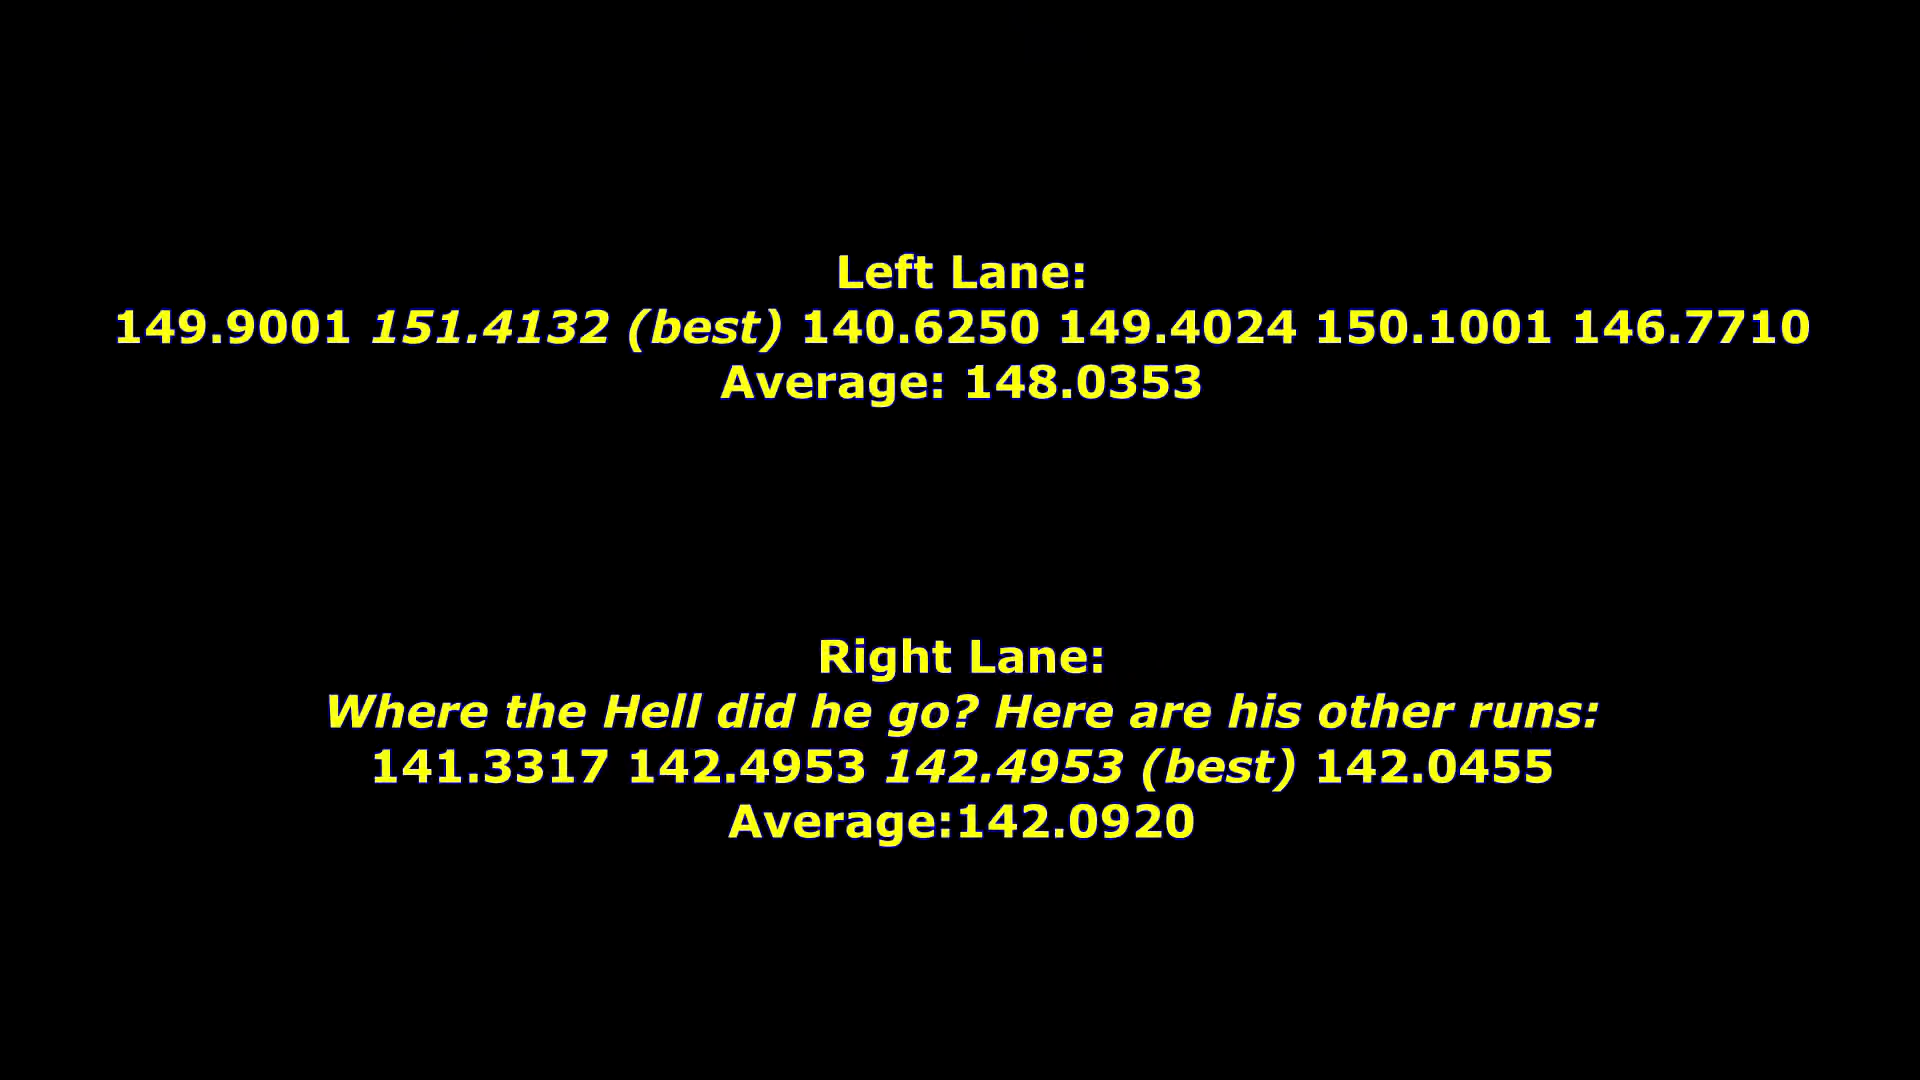 Left Lane:
149.9001 151.4132 (best) 140.6250 149.4024 150.1001 146.7710
Average: 148.0353
Right Lane:
Where the Hell did he go? Here are his other runs:
141.3317 142.4953 142.4953 (best) 142.0455
Average:142.0920